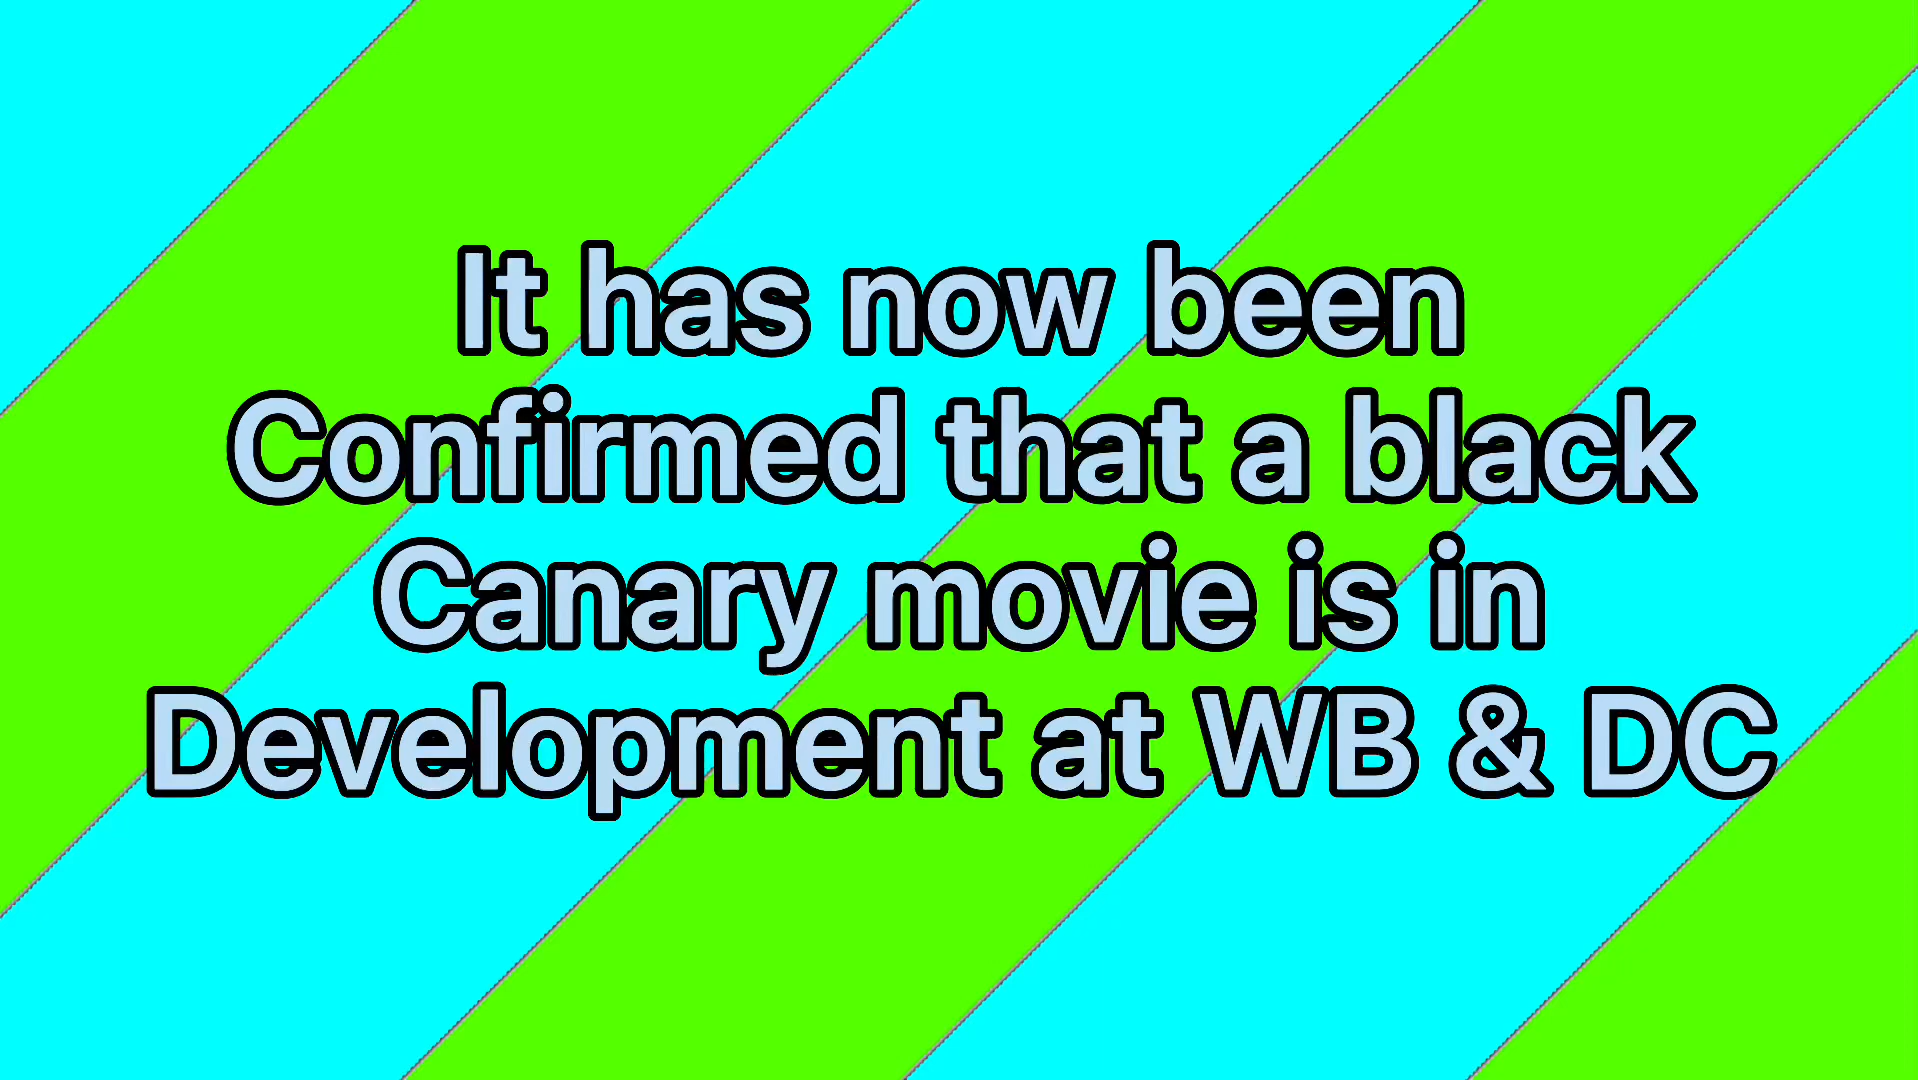 It has now been
Confirmed that a black
Canary movie is in
Development at WB & DC